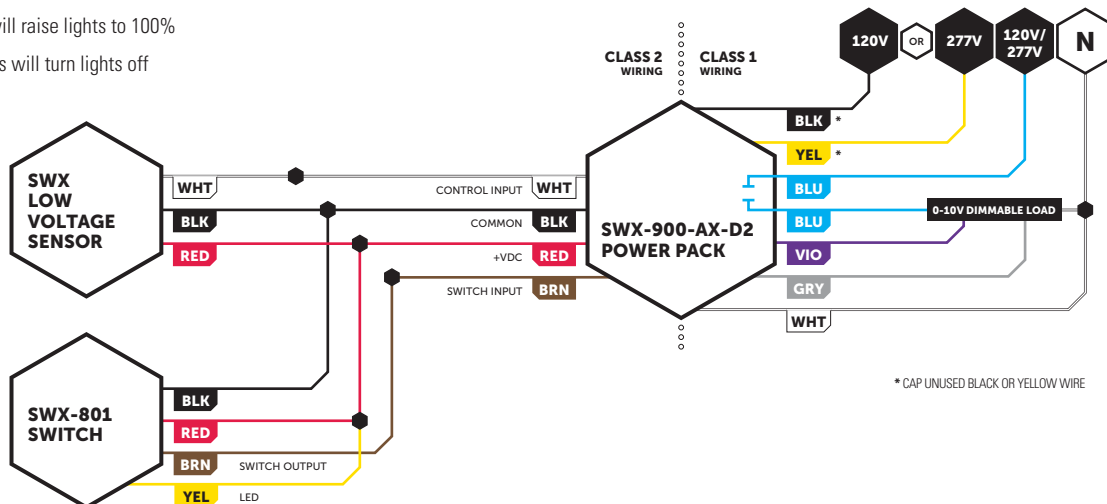 ill raise lights to 100%
s will turn lights off
CLASS 2
WIRING
CLASS 1
WIRING
120V
OR
277V
120V/
277V
N
BLK *
YEL *
BLU
BLU
VIO
GRY
WHT
0-10V DIMMABLE LOAD
SWX
LOW
VOLTAGE
SENSOR
WHT
BLK
RED
CONTROL INPUT WHT
COMMON BLK
+VDC RED
SWITCH INPUT BRN
SWX-900-AX-D2
POWER PACK
* CAP UNUSED BLACK OR YELLOW WIRE
SWX-801
SWITCH
BLK
RED
BRN SWITCH OUTPUT
YEL LED